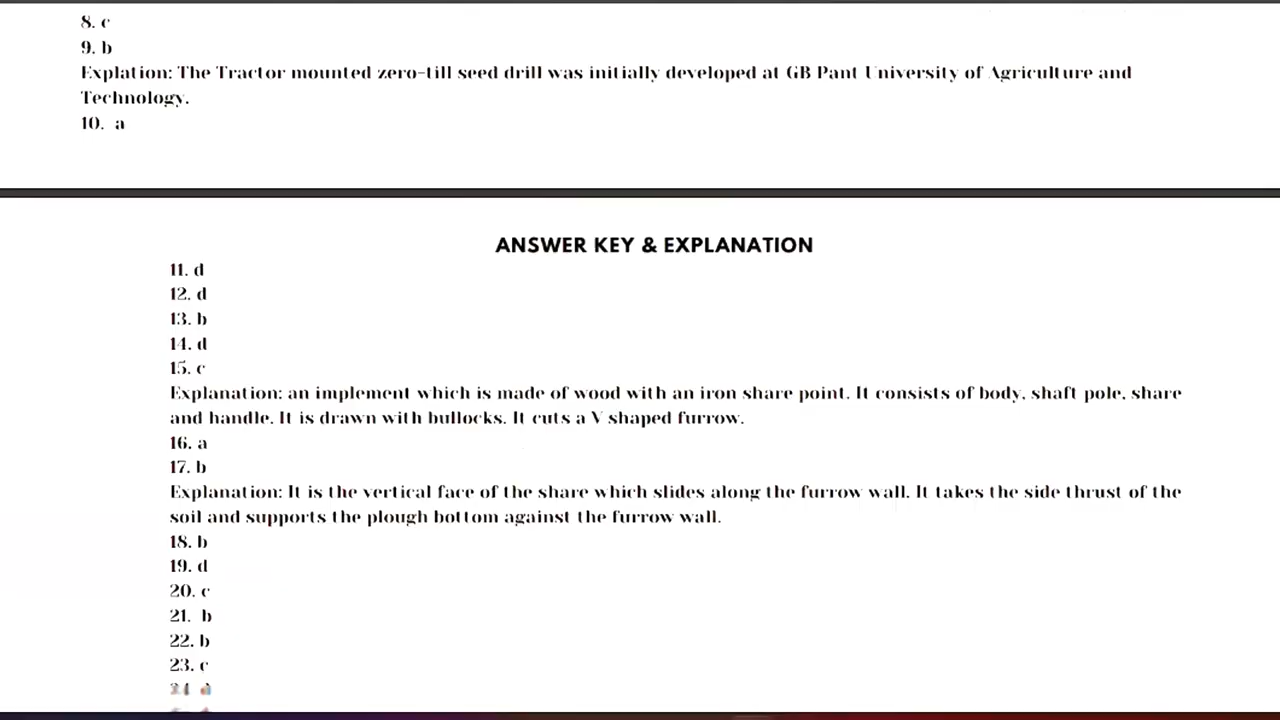 8. c
9. b
Explation: The Tractor mounted zero-till seed drill was initially developed at GB Pant University of Agriculture and
Technology.
10. a
ANSWER KEY & EXPLANATION
11. d
12. d
13. b
14. d
15. c
Explanation: an implement which is made of wood with an iron share point. It consists of body, shaft pole, share
and handle. It is drawn with bullocks. It cuts a V shaped furrow.
16. a
17. b
Explanation: It is the vertical face of the share which slides along the furrow wall. It takes the side thrust of the
soil and supports the plough bottom against the furrow wall.
18. b
19. d
20. c
21. b
22. b
23. c
24 d